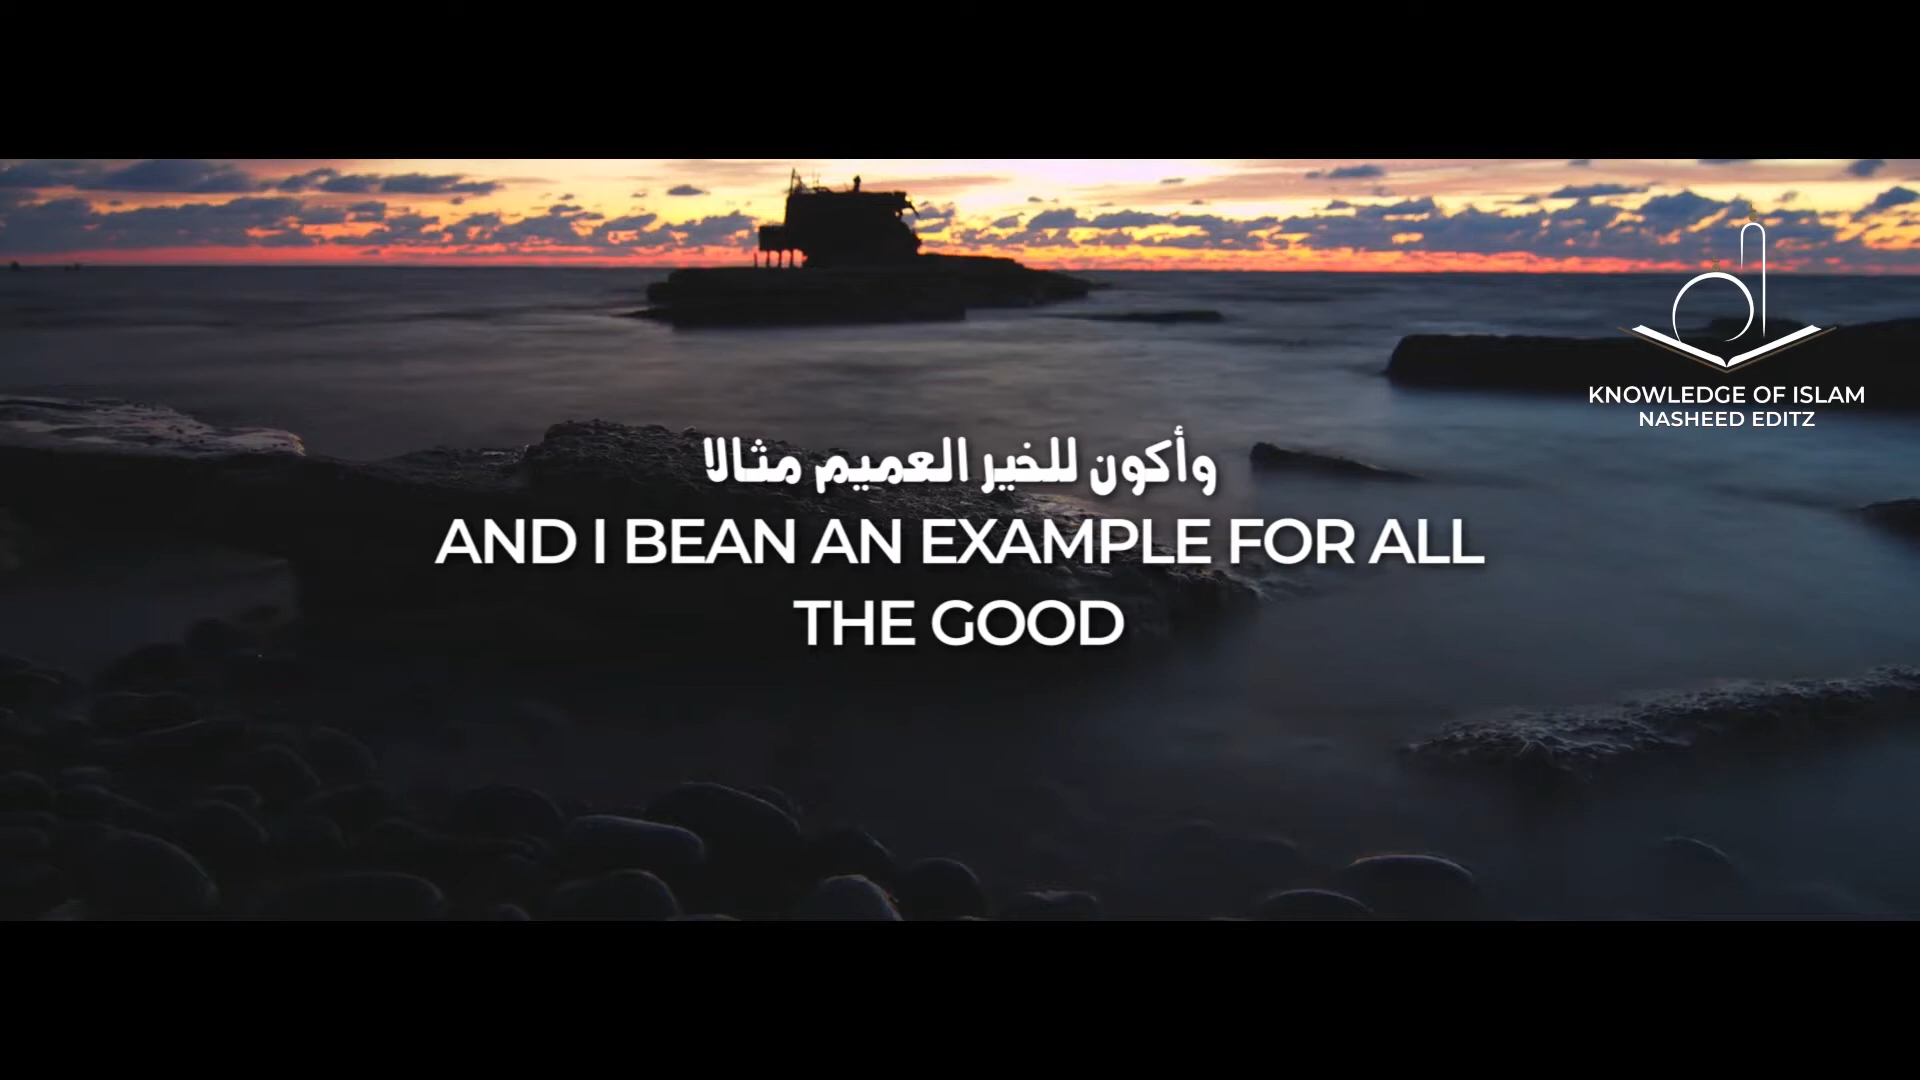 وأكون للخير العميم مثالا
AND I BEAN AN EXAMPLE FOR ALL
THE GOOD
KNOWLEDGE OF ISLAM
NASHEED EDITZ